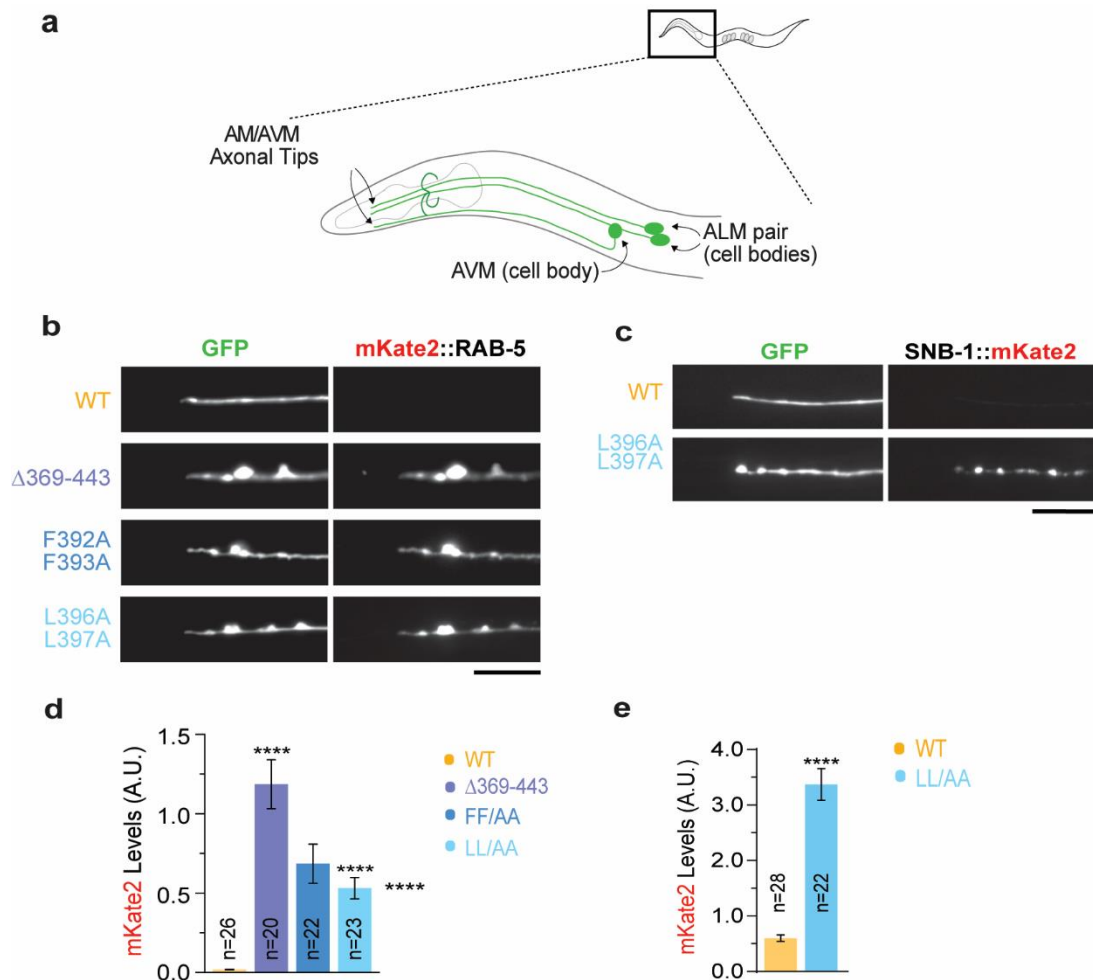 a
AM/AVM
Axonal Tips
AVM (cell body)
ALM pair
(cell bodies)
b
GFP
mKate2::RAB-5
WT
Δ369-443
F392A
F393A
L396A
L397A
c
GFP
SNB-1::mKate2
WT
L396A
L397A
d
mKate2 Levels (A.U.)
1.5
1.0
0.5
0.0
n=26
n=20
n=22
n=23
****
****
****
WT
Δ369-443
FF/AA
LL/AA
e
mKate2 Levels (A.U.)
4.0
3.0
2.0
1.0
0.0
n=28
n=22
****
WT
LL/AA